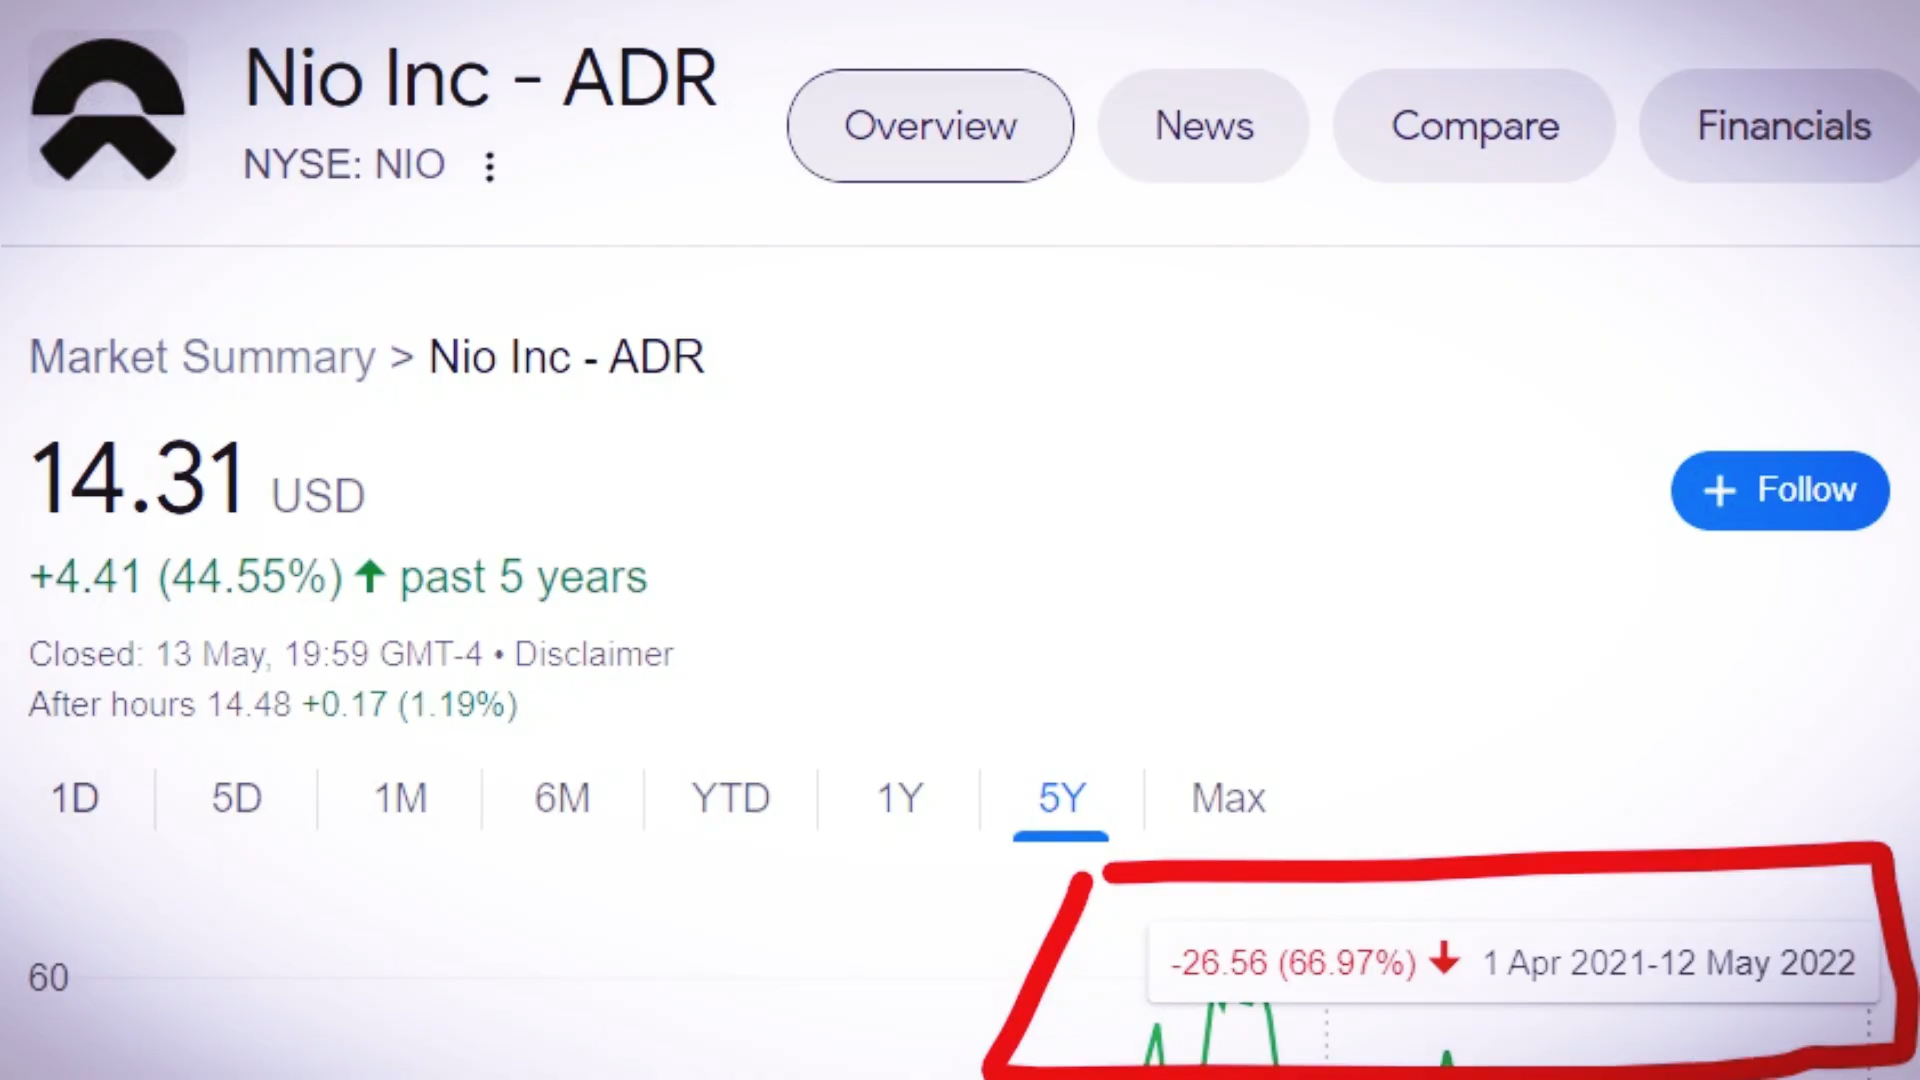 Nio Inc - ADR
NYSE: NIO
Overview
News
Compare
Financials
Market Summary > Nio Inc - ADR
14.31 USD
+ Follow
+4.41 (44.55%) ↑ past 5 years
Closed: 13 May, 19:59 GMT-4 • Disclaimer
After hours 14.48 +0.17 (1.19%)
1D
5D
1M
6M
YTD
1Y
5Y
Max
-26.56 (66.97%) ↓ 1 Apr 2021-12 May 2022
60